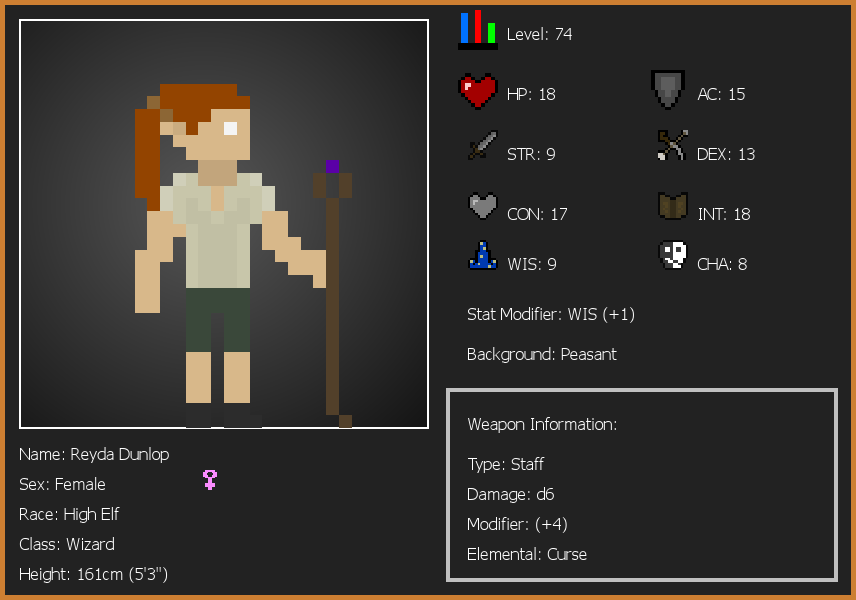 Level: 74
HP: 18
AC: 15
STR: 9
DEX: 13
CON: 17
INT: 18
WIS: 9
CHA: 8
Stat Modifier: WIS (+1)
Background: Peasant
Weapon Information:
Type: Staff
Damage: d6
Modifier: (+4)
Elemental: Curse
Name: Reyda Dunlop
Sex: Female
Race: High Elf
Class: Wizard
Height: 161cm (5'3")